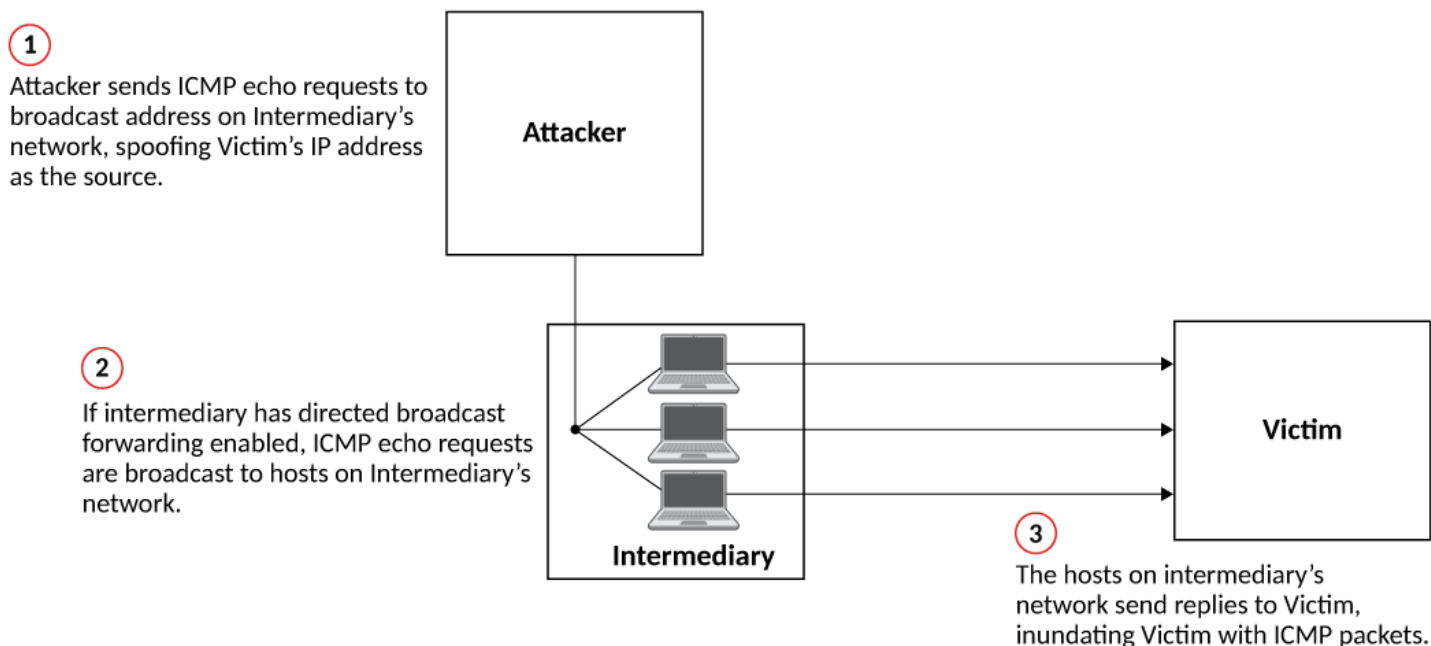 1
Attacker sends ICMP echo requests to
broadcast address on Intermediary’s
network, spoofing Victim’s IP address
as the source.
Attacker
2
If intermediary has directed broadcast
forwarding enabled, ICMP echo requests
are broadcast to hosts on Intermediary’s
network.
Intermediary
Victim
3
The hosts on intermediary’s
network send replies to Victim,
inundating Victim with ICMP packets.